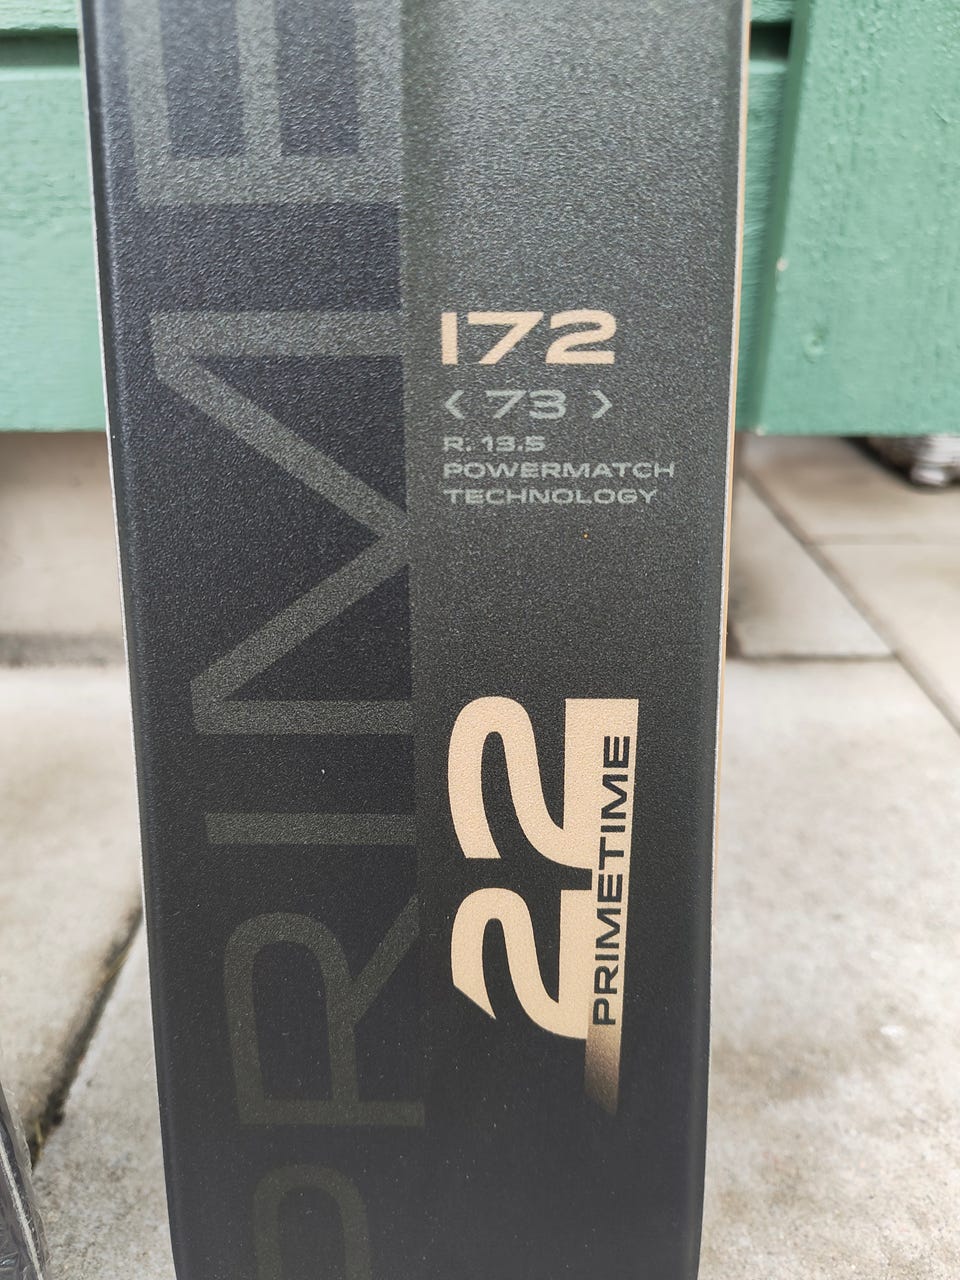 172
< 73 >
R. 13.5
POWERMATCH
TECHNOLOGY
22
PRIMETIME
PRIME